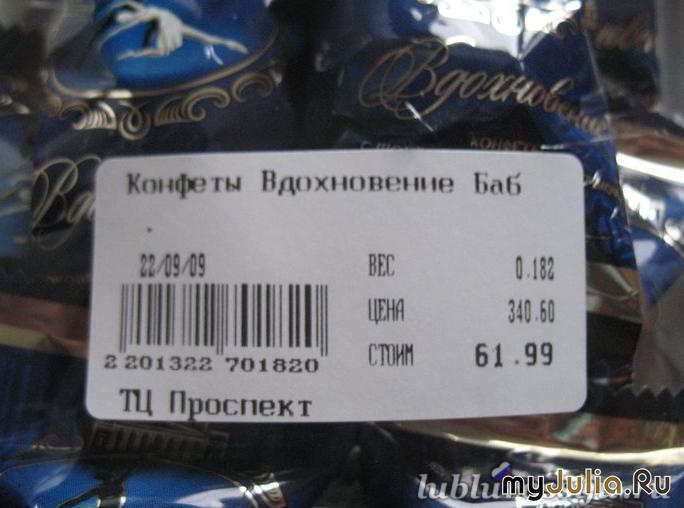 Вдохновение
КОНФЕТЫ
Конфеты Вдохновение Баб
22/09/09
ВЕС 0.182
ЦЕНА 340.60
СТОИМ 61.99
2 201322 701820
ТЦ Проспект
myJulia.Ru